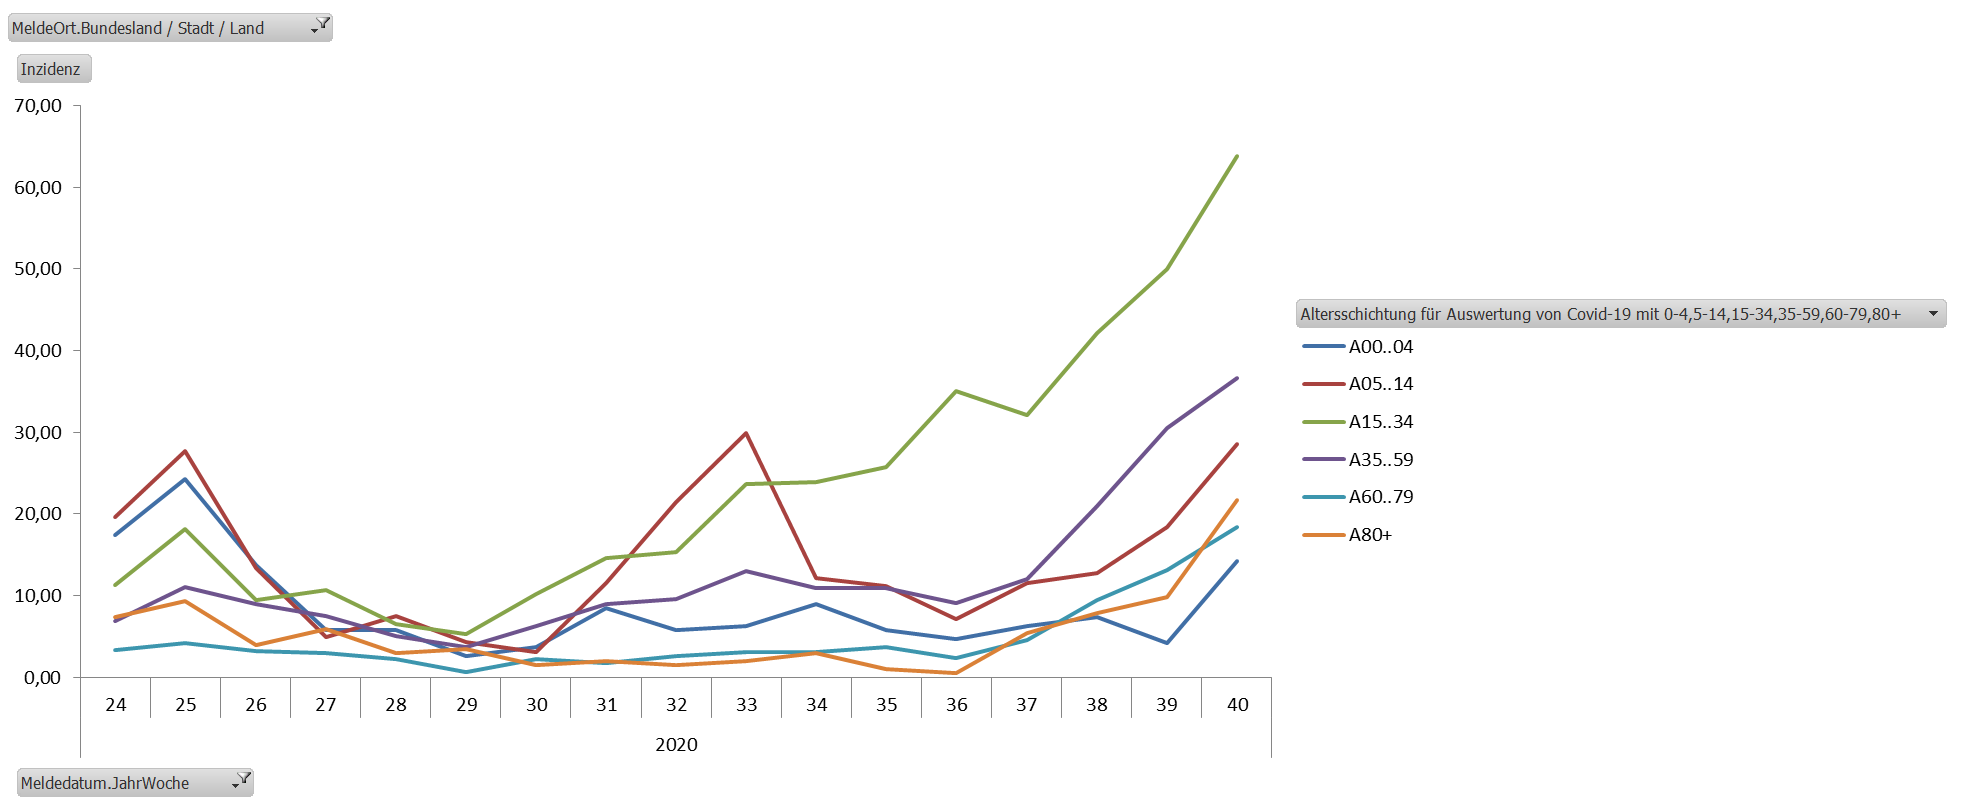 MeldeOrt.Bundesland / Stadt / Land
Inzidenz
70,00
60,00
50,00
40,00
30,00
20,00
10,00
0,00
24 25 26 27 28 29 30 31 32 33 34 35 36 37 38 39 40
2020
Meldedatum.JahrWoche
Altersschichtung für Auswertung von Covid-19 mit 0-4,5-14,15-34,35-59,60-79,80+
A00..04
A05..14
A15..34
A35..59
A60..79
A80+